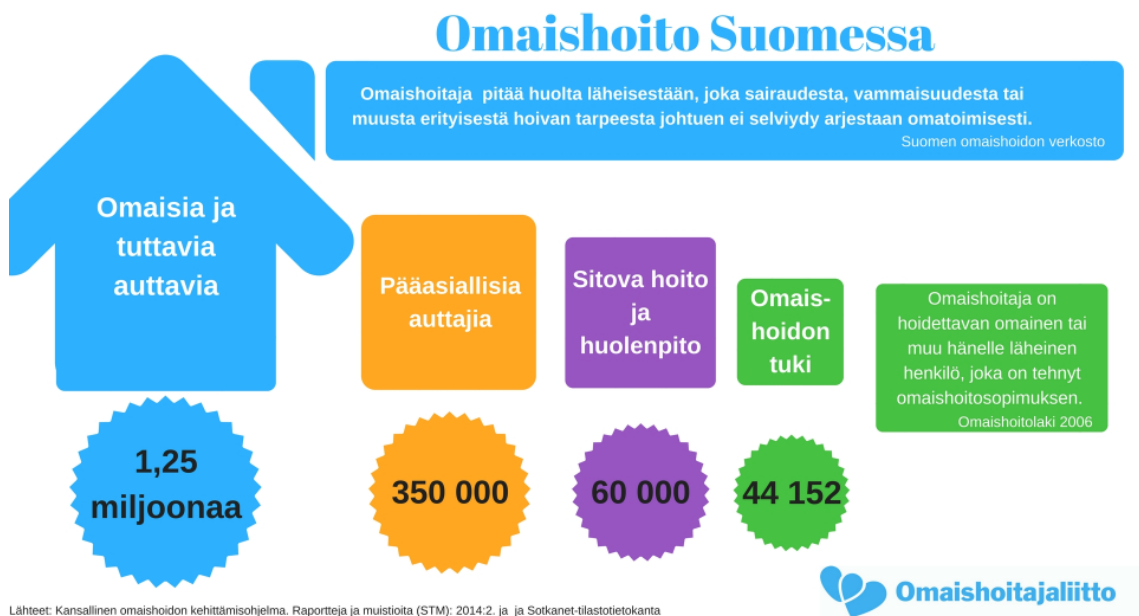 Omaishoito Suomessa
Omaishoitaja pitää huolta läheisestään, joka sairaudesta, vammaisuudesta tai
muusta erityisestä hoivan tarpeesta johtuen ei selviydy arjestaan omatoimisesti.
Suomen omaishoidon verkosto
Omaisia ja
tuttavia
auttavia
1,25
miljoonaa
Pääasiallisia
auttajia
350 000
Sitova hoito
ja
huolenpito
60 000
Omais-
hoidon
tuki
44 152
Omaishoitaja on
hoidettavan omainen tai
muu hänelle läheinen
henkilö, joka on tehnyt
omaishoitosopimuksen.
Omaishoitolaki 2006
Omaishoitajaliitto
Lähteet: Kansallinen omaishoidon kehittämisohjelma. Raportteja ja muistioita (STM): 2014:2. ja ja Sotkanet-tilastotietokanta